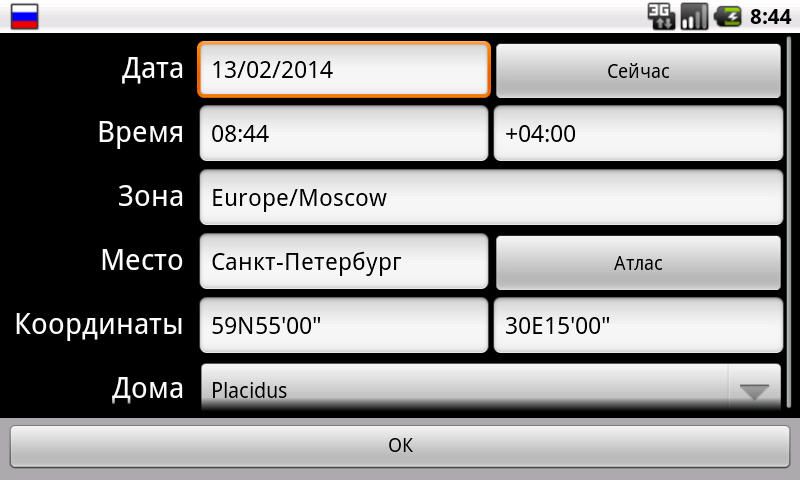 3G 8:44
Дата 13/02/2014 Сейчас
Время 08:44 +04:00
Зона Europe/Moscow
Место Санкт-Петербург Атлас
Координаты 59N55'00" 30E15'00"
Дома Placidus
ОК